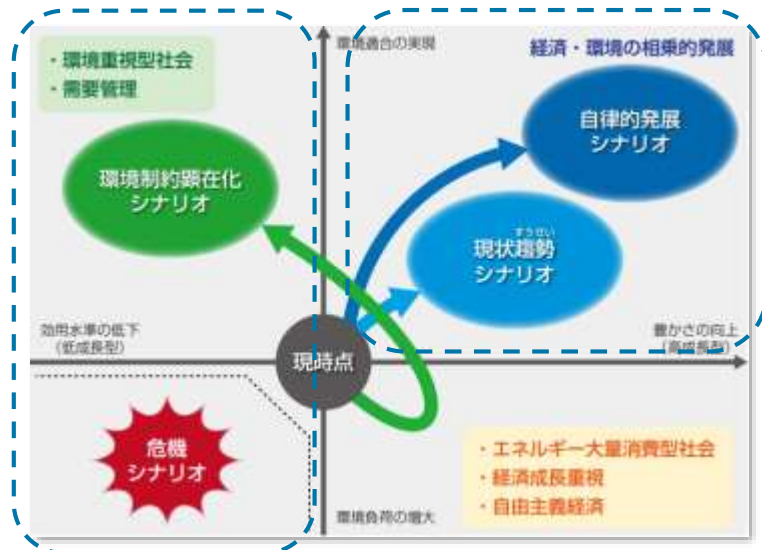 環境適合の実現
経済・環境の相乗的発展
・環境重視型社会
・需要管理
自律的発展
シナリオ
環境制約顕在化
シナリオ
すうせい
現状趨勢
シナリオ
効用水準の低下
(低成長型)
豊かさの向上
(高成長型)
現時点
危機
シナリオ
・エネルギー大量消費型社会
・経済成長重視
・自由主義経済
環境負荷の増大